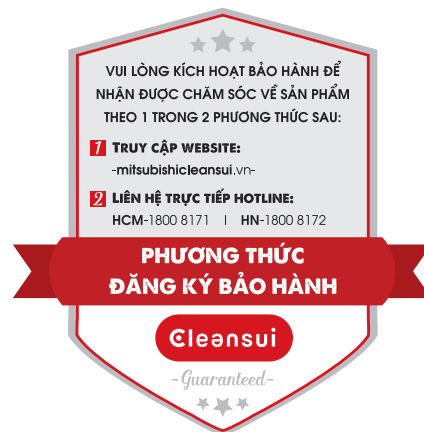 VUI LÒNG KÍCH HOẠT BẢO HÀNH ĐỂ
NHẬN ĐƯỢC CHĂM SÓC VỀ SẢN PHẨM
THEO 1 TRONG 2 PHƯƠNG THỨC SAU:
1 TRUY CẬP WEBSITE:
-mitsubishicleansui.vn-
2 LIÊN HỆ TRỰC TIẾP HOTLINE:
HCM-1800 8171 | HN-1800 8172
PHƯƠNG THỨC
ĐĂNG KÝ BẢO HÀNH
Cleansui
-Guaranteed-